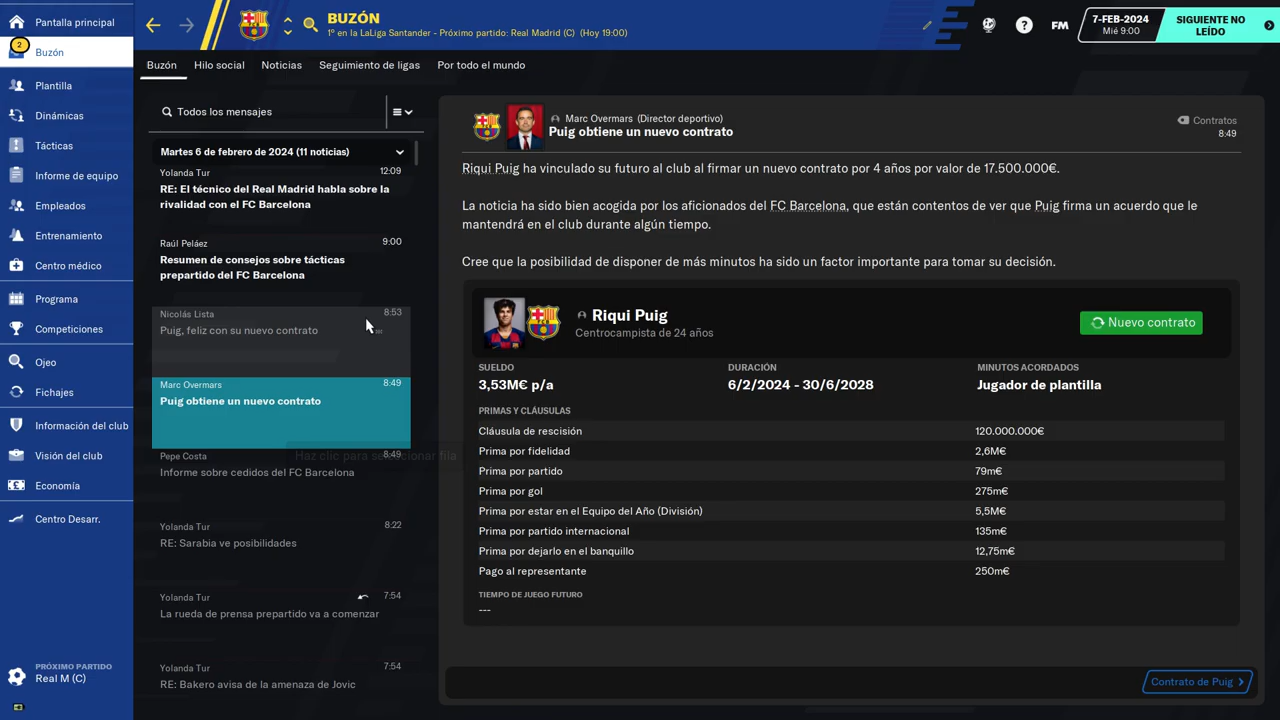 Pantalla principal
2
Buzón
Plantilla
Dinámicas
Tácticas
Informe de equipo
Empleados
Entrenamiento
Centro médico
Programa
Competiciones
Ojeo
Fichajes
Información del club
Visión del club
Economía
Centro Desarr.
PRÓXIMO PARTIDO
Real M (C)
BUZÓN
1º en la LaLiga Santander - Próximo partido: Real Madrid (C) (Hoy 19:00)
FM
7-FEB-2024
Mié 9:00
SIGUIENTE NO
LEÍDO
Buzón Hilo social Noticias Seguimiento de ligas Por todo el mundo
Todos los mensajes
Martes 6 de febrero de 2024 (11 noticias)
Yolanda Tur 12:09
RE: El técnico del Real Madrid habla sobre la
rivalidad con el FC Barcelona
Raúl Peláez 9:00
Resumen de consejos sobre tácticas
prepartido del FC Barcelona
Nicolás Lista 8:53
Puig, feliz con su nuevo contrato
Marc Overmars 8:49
Puig obtiene un nuevo contrato
Haz clic para seleccionar fila
Pepe Costa 8:49
Informe sobre cedidos del FC Barcelona
Yolanda Tur 8:22
RE: Sarabia ve posibilidades
Yolanda Tur 7:54
La rueda de prensa prepartido va a comenzar
Yolanda Tur 7:54
RE: Bakero avisa de la amenaza de Jovic
Marc Overmars (Director deportivo)
Puig obtiene un nuevo contrato
Contratos
8:49
Riqui Puig ha vinculado su futuro al club al firmar un nuevo contrato por 4 años por valor de 17.500.000€.
La noticia ha sido bien acogida por los aficionados del FC Barcelona, que están contentos de ver que Puig firma un acuerdo que le
mantendrá en el club durante algún tiempo.
Cree que la posibilidad de disponer de más minutos ha sido un factor importante para tomar su decisión.
Riqui Puig
Centrocampista de 24 años
Nuevo contrato
SUELDO DURACIÓN MINUTOS ACORDADOS
3,53M€ p/a 6/2/2024 - 30/6/2028 Jugador de plantilla
PRIMAS Y CLÁUSULAS
Cláusula de rescisión 120.000.000€
Prima por fidelidad 2,6M€
Prima por partido 79m€
Prima por gol 275m€
Prima por estar en el Equipo del Año (División) 5,5M€
Prima por partido internacional 135m€
Prima por dejarlo en el banquillo 12,75m€
Pago al representante 250m€
TIEMPO DE JUEGO FUTURO
---
Contrato de Puig